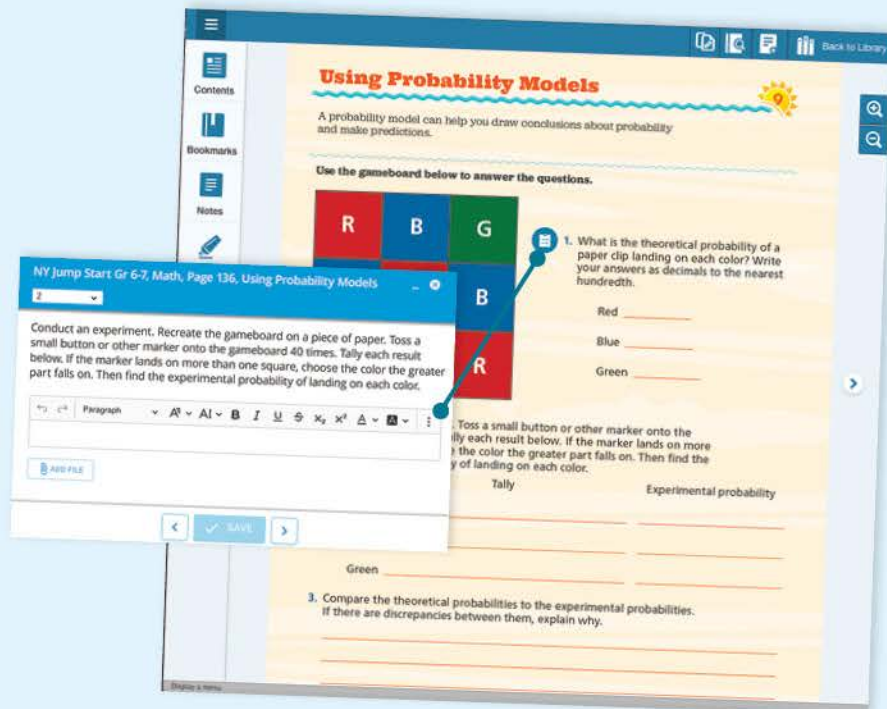 Back to Library
Contents
Bookmarks
Notes
Using Probability Models
9
A probability model can help you draw conclusions about probability
and make predictions.
Use the gameboard below to answer the questions.
R B G
B
R
1. What is the theoretical probability of a
paper clip landing on each color? Write
your answers as decimals to the nearest
hundredth.
Red
Blue
Green
NY Jump Start Gr 6-7, Math, Page 136, Using Probability Models
2
Conduct an experiment. Recreate the gameboard on a piece of paper. Toss a
small button or other marker onto the gameboard 40 times. Tally each result
below. If the marker lands on more than one square, choose the color the greater
part falls on. Then find the experimental probability of landing on each color.
Paragraph
B I U S
ADD FILE
SAVE
. Toss a small button or other marker onto the
lly each result below. If the marker lands on more
the color the greater part falls on. Then find the
y of landing on each color.
Tally Experimental probability
Green
3. Compare the theoretical probabilities to the experimental probabilities.
If there are discrepancies between them, explain why.
Display a menu